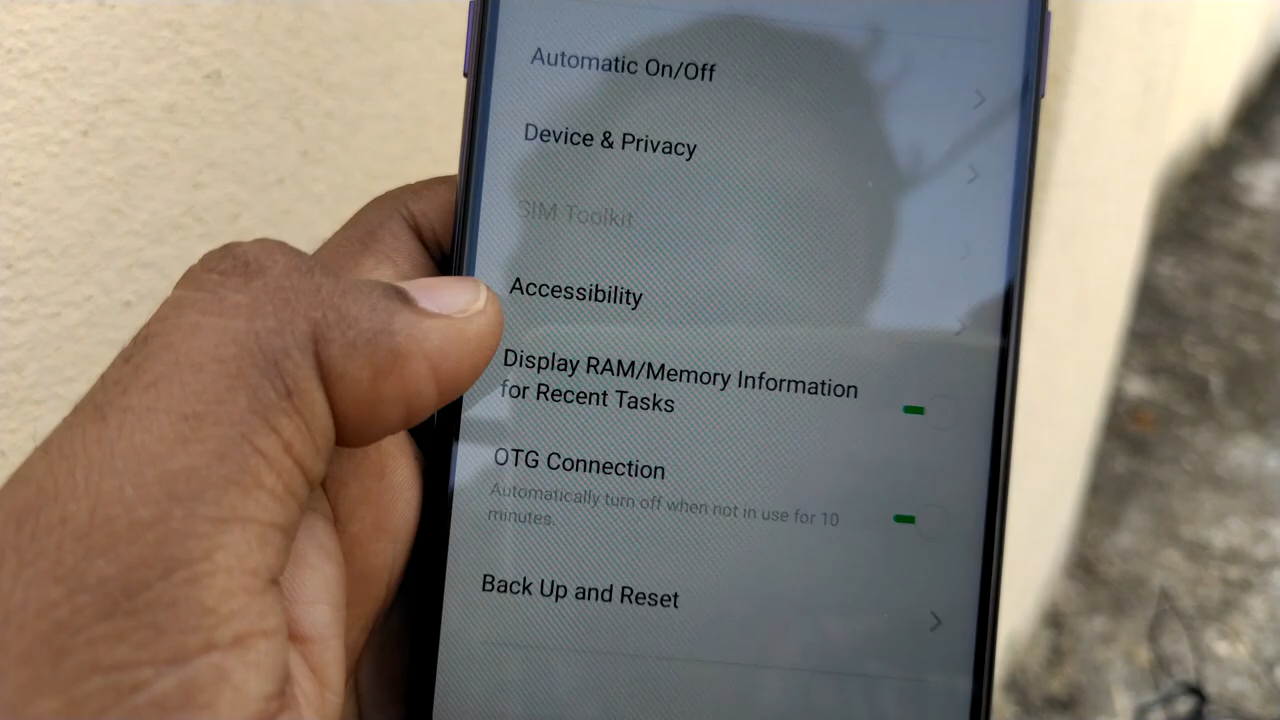 Automatic On/Off
Device & Privacy
SIM Toolkit
Accessibility
Display RAM/Memory Information
for Recent Tasks
OTG Connection
Automatically turn off when not in use for 10
minutes.
Back Up and Reset